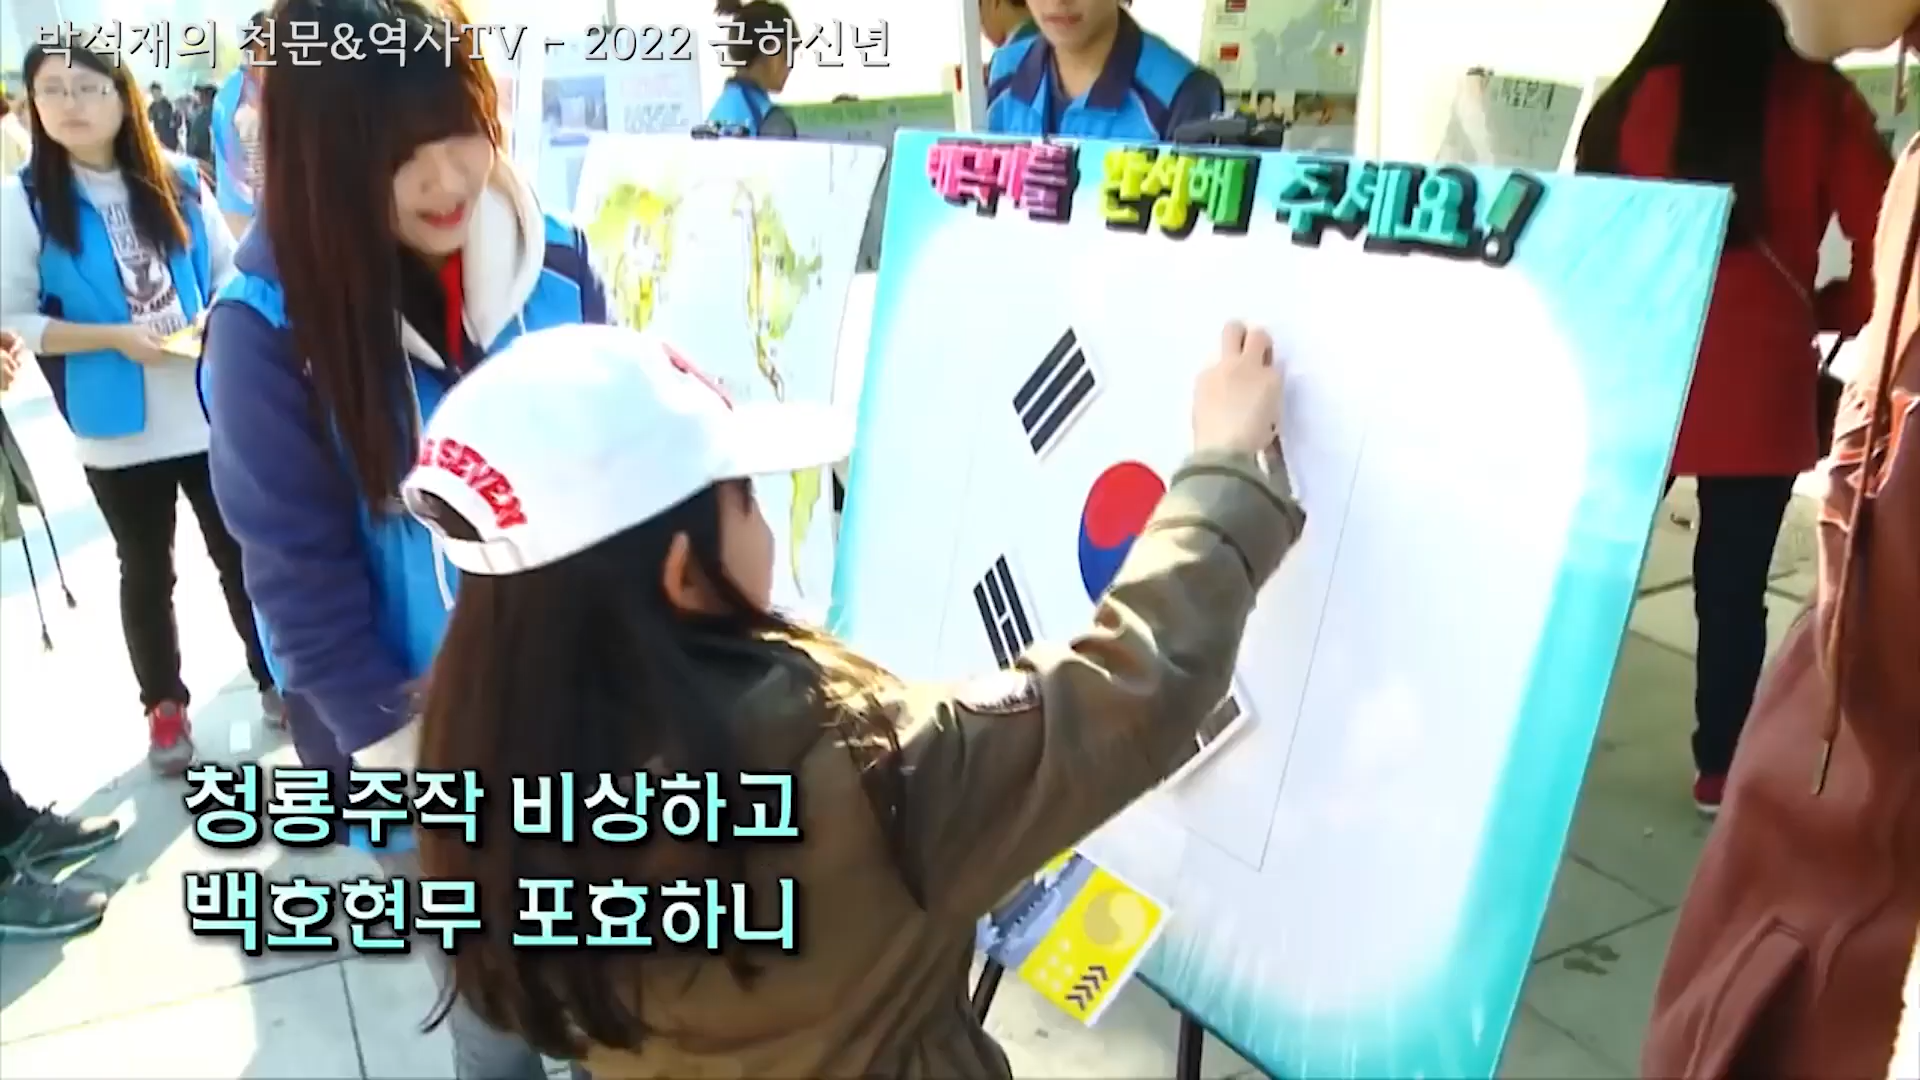 박석재의 천문&역사TV - 2022 근하신년
태극기를 완성해 주세요!
SEVEN
청룡주작 비상하고
백호현무 포효하니